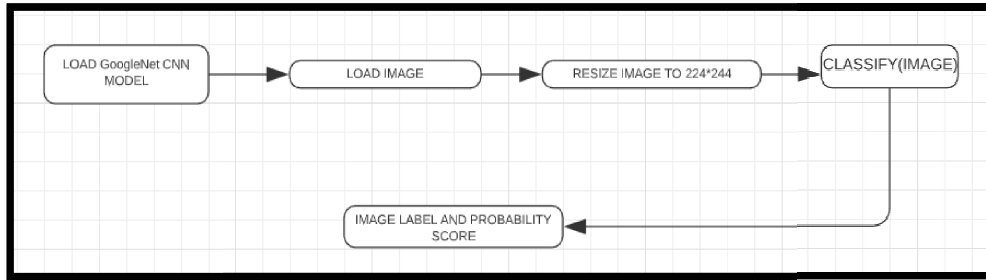 LOAD GoogleNet CNN
MODEL
LOAD IMAGE
RESIZE IMAGE TO 224*244
CLASSIFY(IMAGE)
IMAGE LABEL AND PROBABILITY
SCORE